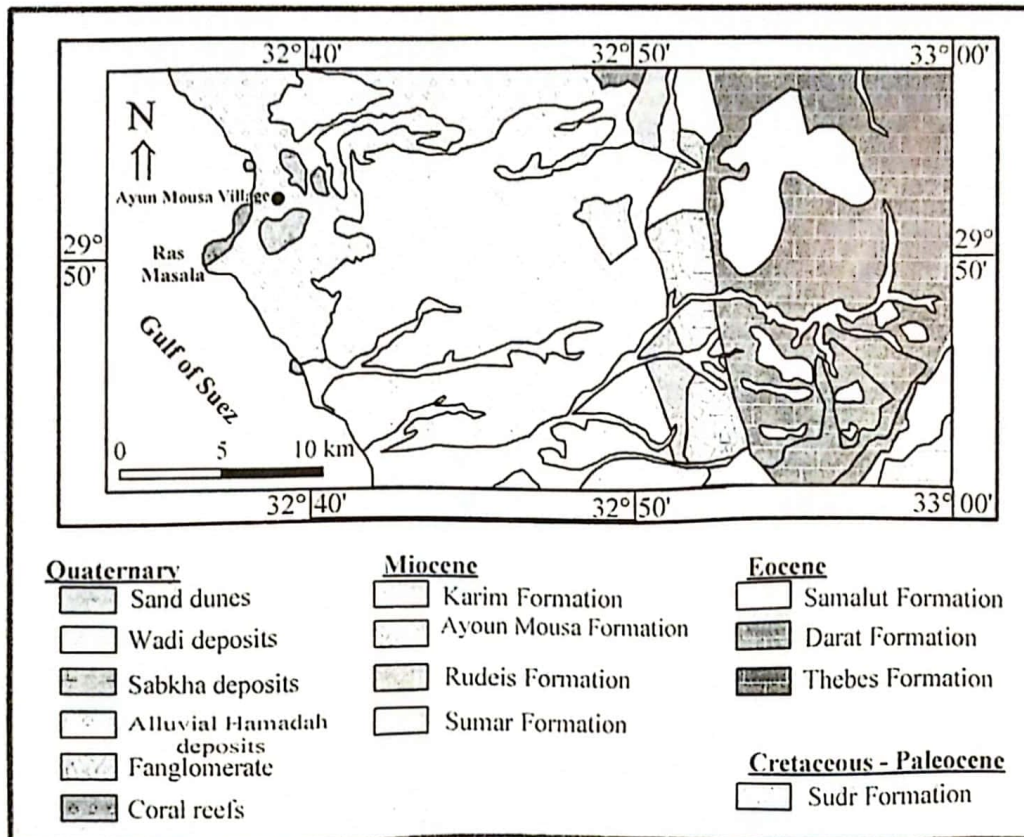 32° 40'
32° 50'
33° 00'
N
Ayun Mousa Village
29°
50'
29°
50'
Ras
Masala
Gulf of Suez
0 5 10 km
32° 40'
32° 50'
33° 00'
Quaternary
Sand dunes
Wadi deposits
Sabkha deposits
Alluvial Hamadah
deposits
Fanglomerate
Coral reefs
Miocene
Karim Formation
Ayoun Mousa Formation
Rudeis Formation
Sumar Formation
Eocene
Samalut Formation
Darat Formation
Thebes Formation
Cretaceous - Paleocene
Sudr Formation